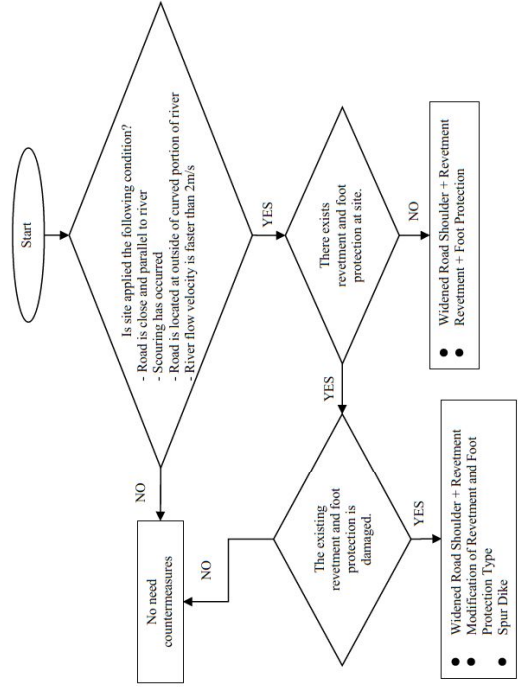 Start
Is site applied the following condition?
- Road is close and parallel to river
- Scouring has occurred
- Road is located at outside of curved portion of river
- River flow velocity is faster than 2m/s
NO
YES
No need
countermeasures
There exists
revetment and foot
protection at site.
YES
NO
The existing
revetment and foot
protection is
damaged.
NO
YES
● Widened Road Shoulder + Revetment
● Revetment + Foot Protection
● Widened Road Shoulder + Revetment
● Modification of Revetment and Foot
Protection Type
● Spur Dike